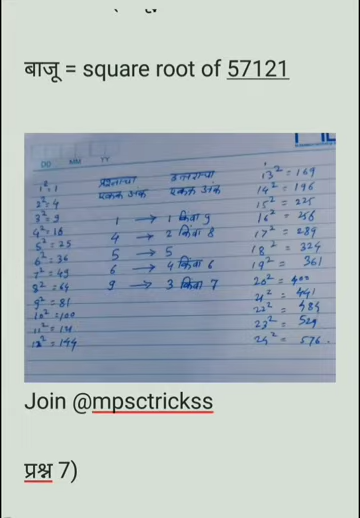 बाजू = square root of 57121
DD MM YY
1² = 1
2² = 4
3² = 9
4² = 16
5² = 25
6² = 36
7² = 49
8² = 64
9² = 81
10² = 100
11² = 121
12² = 144
प्रश्नाचा उत्तराचा
एकक अंक एकक अंक
1 → 1 किंवा 9
4 → 2 किंवा 8
5 → 5
6 → 4 किंवा 6
9 → 3 किंवा 7
13² = 169
14² = 196
15² = 225
16² = 256
17² = 289
18² = 324
19² = 361
20² = 400
21² = 441
22² = 484
23² = 529
24² = 576
Join @mpsctrickss
प्रश्न 7)